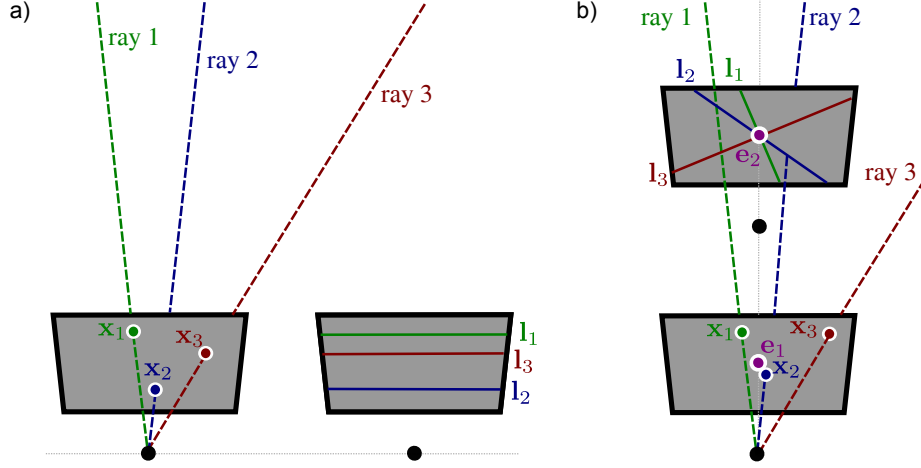 a)
ray 1
ray 2
ray 3
x₁
x₃
x₂
l₁
l₃
l₂
b)
ray 1
ray 2
l₂
l₁
e₂
l₃
ray 3
x₁
x₃
e₁
x₂